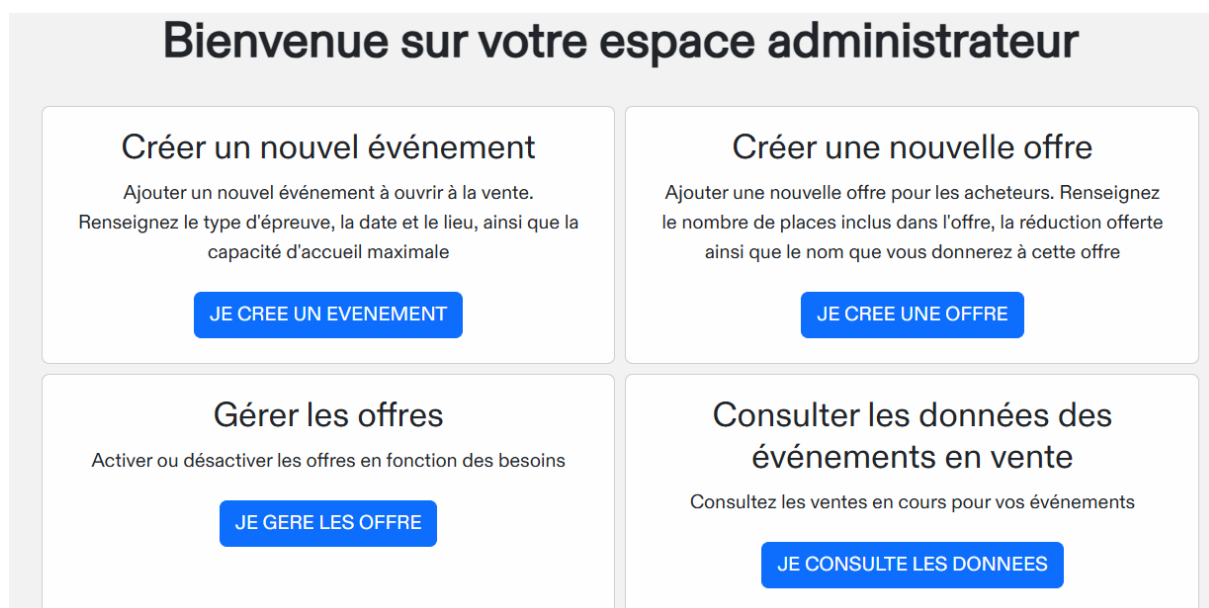 Bienvenue sur votre espace administrateur
Créer un nouvel événement
Ajouter un nouvel événement à ouvrir à la vente.
Renseignez le type d'épreuve, la date et le lieu, ainsi que la
capacité d'accueil maximale
JE CREE UN EVENEMENT
Créer une nouvelle offre
Ajouter une nouvelle offre pour les acheteurs. Renseignez
le nombre de places inclus dans l'offre, la réduction offerte
ainsi que le nom que vous donnerez à cette offre
JE CREE UNE OFFRE
Gérer les offres
Activer ou désactiver les offres en fonction des besoins
JE GERE LES OFFRE
Consulter les données des
événements en vente
Consultez les ventes en cours pour vos événements
JE CONSULTE LES DONNEES